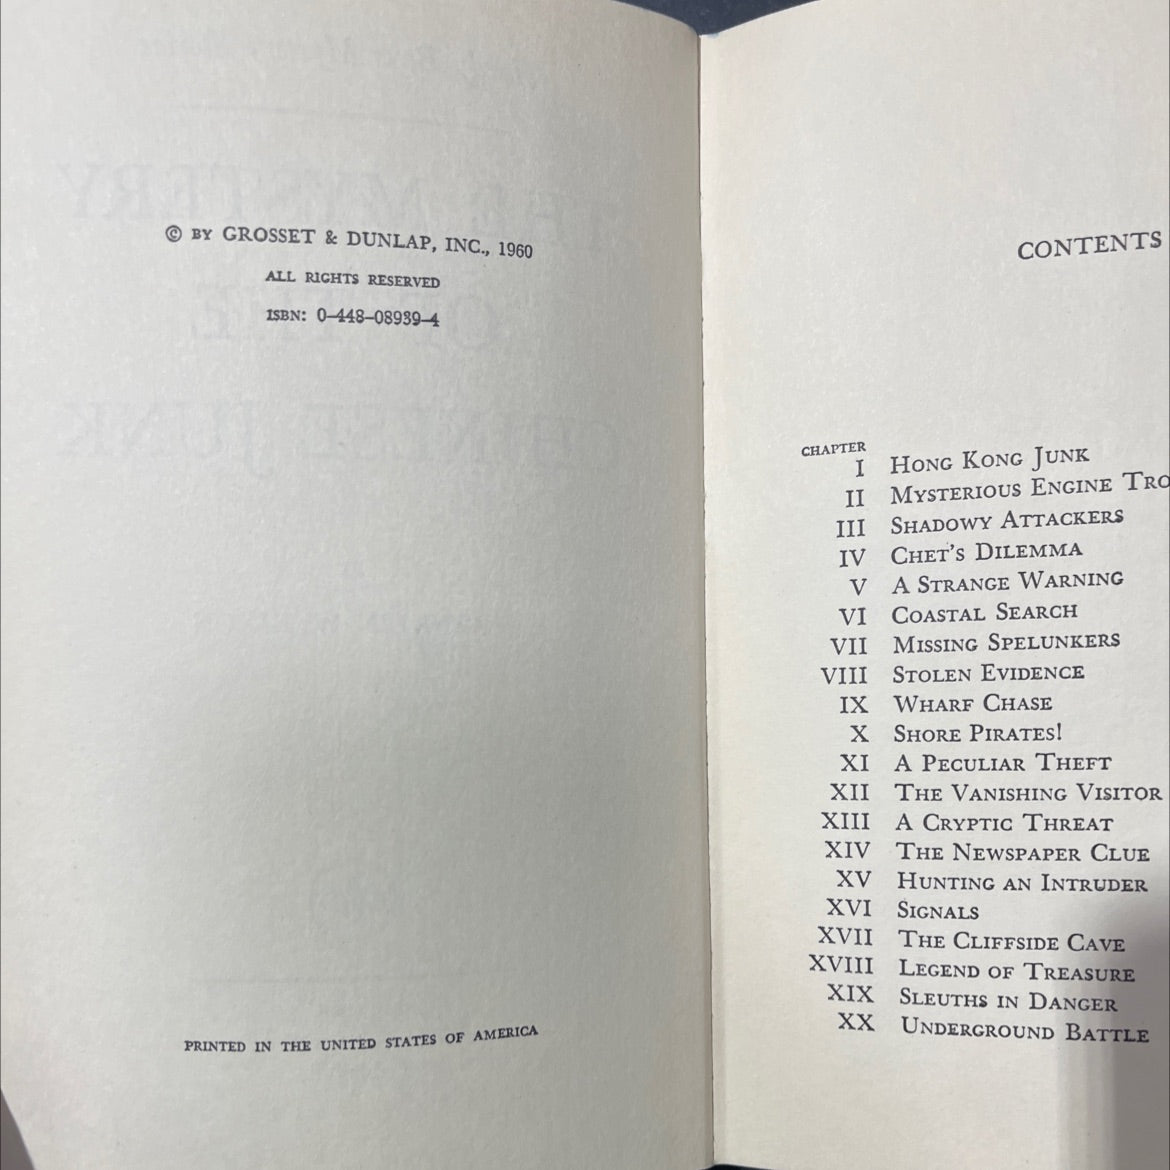 © BY GROSSET & DUNLAP, INC., 1960
ALL RIGHTS RESERVED
ISBN: 0-448-08939-4
PRINTED IN THE UNITED STATES OF AMERICA
CONTENTS
CHAPTER
I HONG KONG JUNK
II MYSTERIOUS ENGINE TRO
III SHADOWY ATTACKERS
IV CHET'S DILEMMA
V A STRANGE WARNING
VI COASTAL SEARCH
VII MISSING SPELUNKERS
VIII STOLEN EVIDENCE
IX WHARF CHASE
X SHORE PIRATES!
XI A PECULIAR THEFT
XII THE VANISHING VISITOR
XIII A CRYPTIC THREAT
XIV THE NEWSPAPER CLUE
XV HUNTING AN INTRUDER
XVI SIGNALS
XVII THE CLIFFSIDE CAVE
XVIII LEGEND OF TREASURE
XIX SLEUTHS IN DANGER
XX UNDERGROUND BATTLE